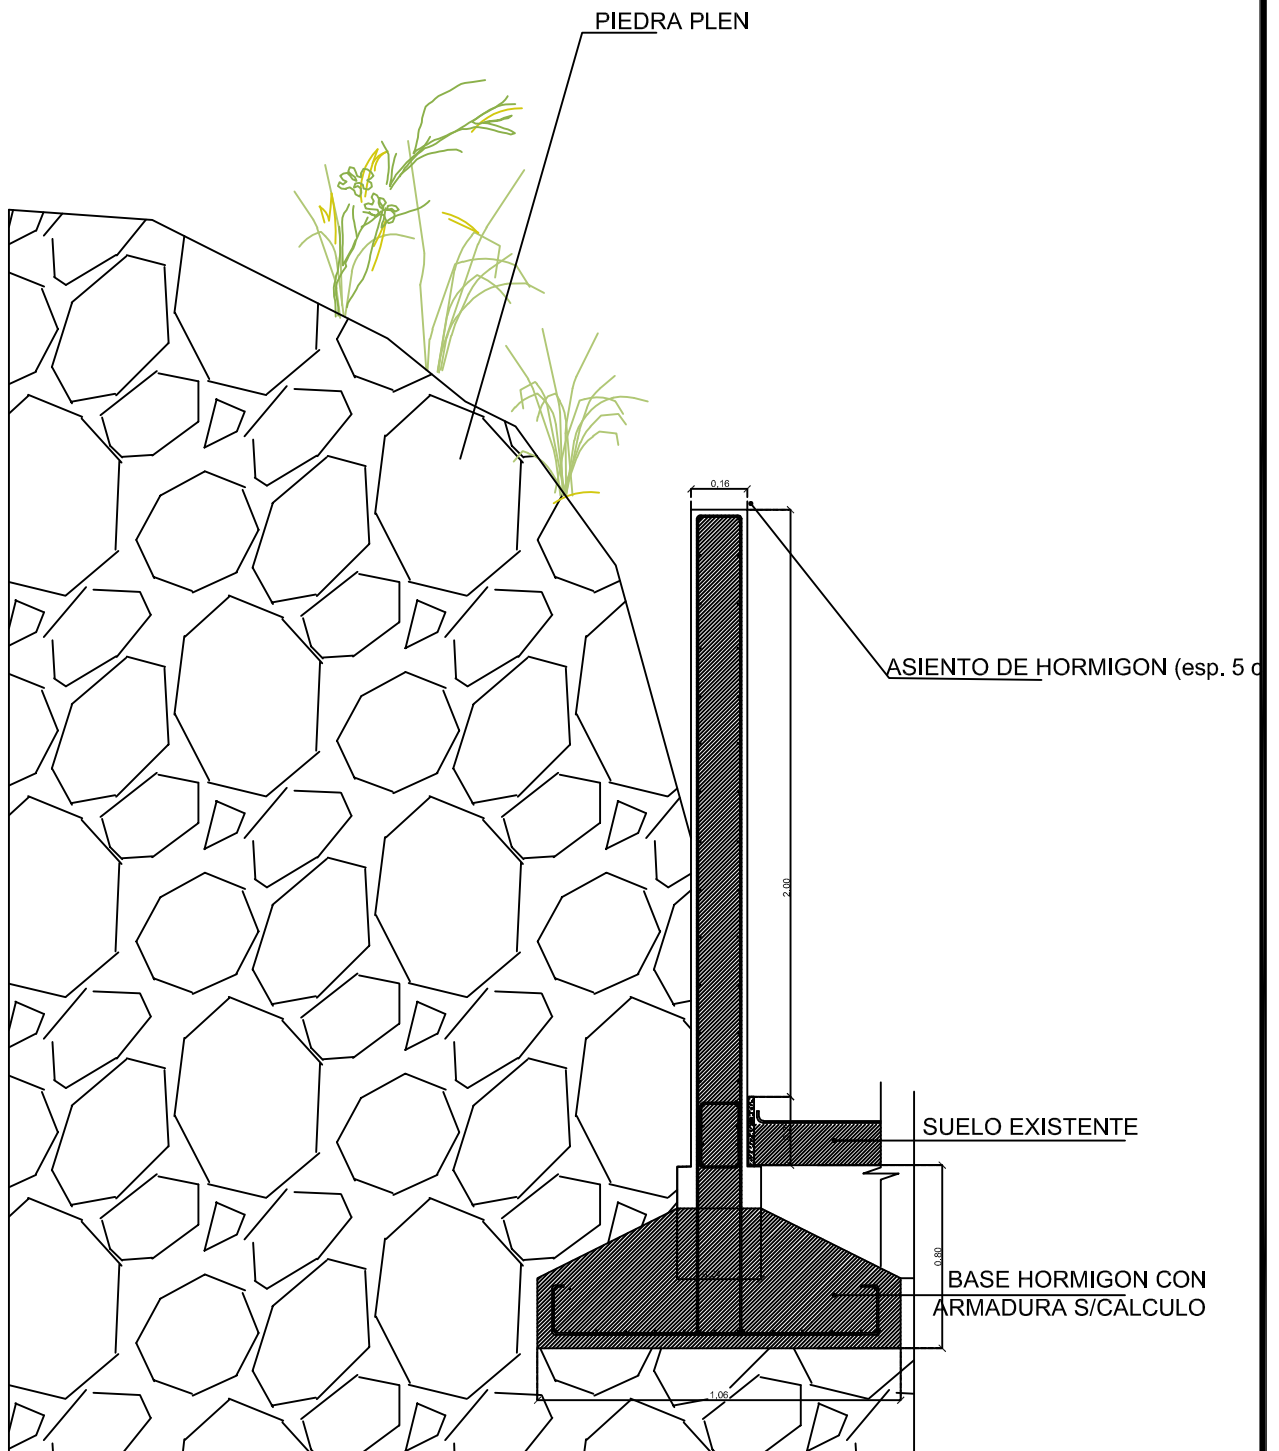 PIEDRA PLEN
0,16
ASIENTO DE HORMIGON (esp. 5 c
2,00
SUELO EXISTENTE
0,80
BASE HORMIGON CON
ARMADURA S/CALCULO
1,06